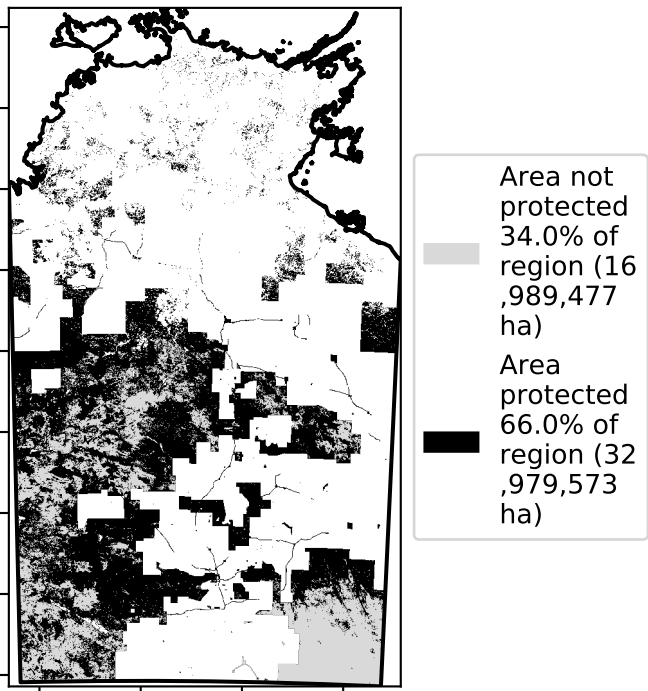 Area not
protected
34.0% of
region (16
,989,477
ha)
Area
protected
66.0% of
region (32
,979,573
ha)